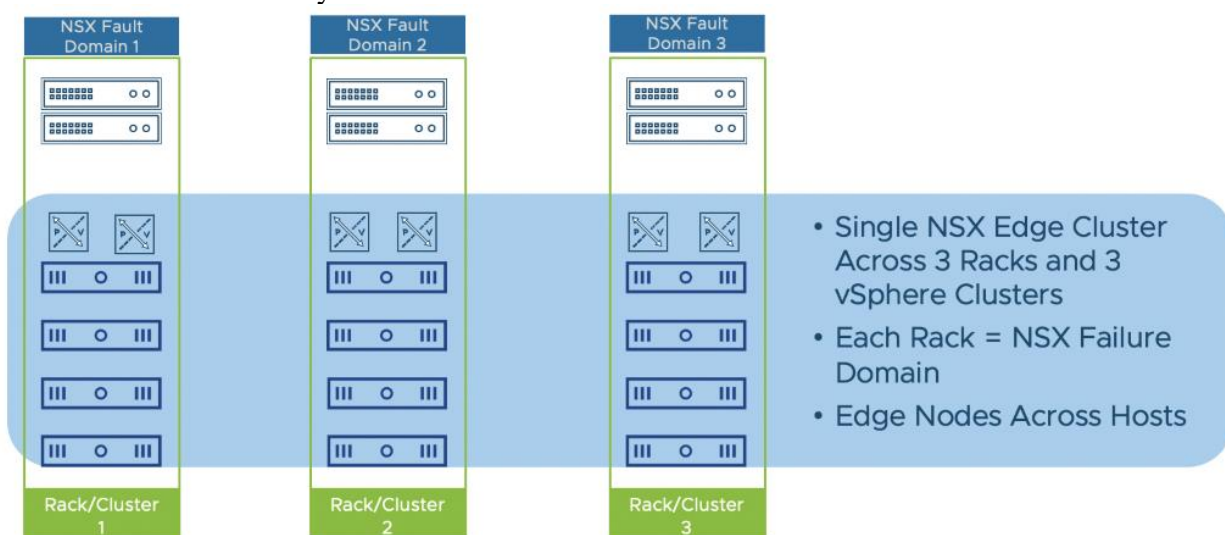 NSX Fault
Domain 1
NSX Fault
Domain 2
NSX Fault
Domain 3
P V
P V
P V
P V
P V
P V
• Single NSX Edge Cluster
Across 3 Racks and 3
vSphere Clusters
• Each Rack = NSX Failure
Domain
• Edge Nodes Across Hosts
Rack/Cluster
1
Rack/Cluster
2
Rack/Cluster
3